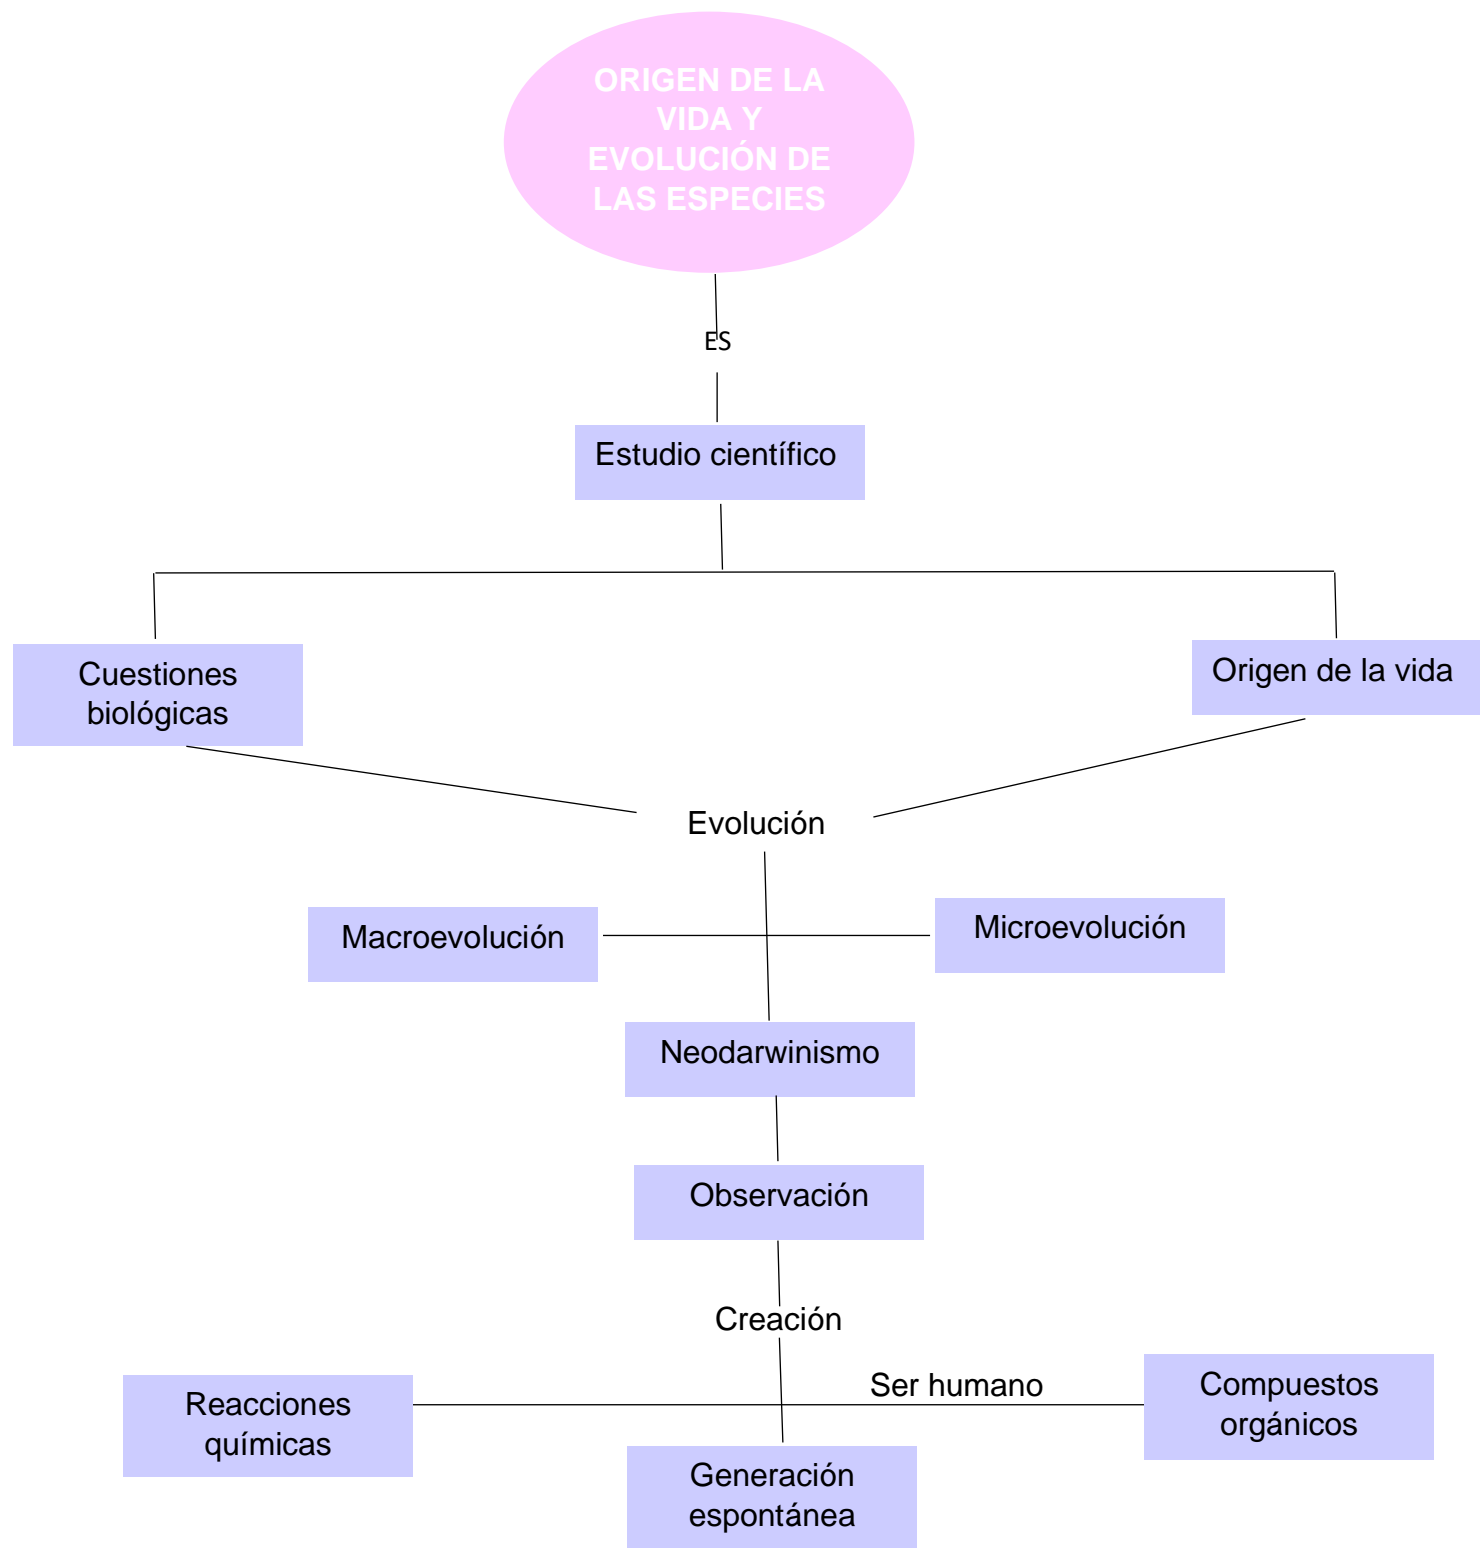 ORIGEN DE LA
VIDA Y
EVOLUCIÓN DE
LAS ESPECIES
ES
Estudio científico
Cuestiones
biológicas
Origen de la vida
Evolución
Macroevolución
Microevolución
Neodarwinismo
Observación
Creación
Ser humano
Reacciones
químicas
Compuestos
orgánicos
Generación
espontánea